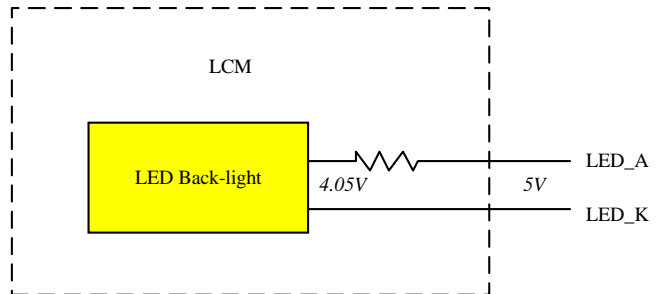 LCM
LED_A
LED Back-light
4.05V
5V
LED_K